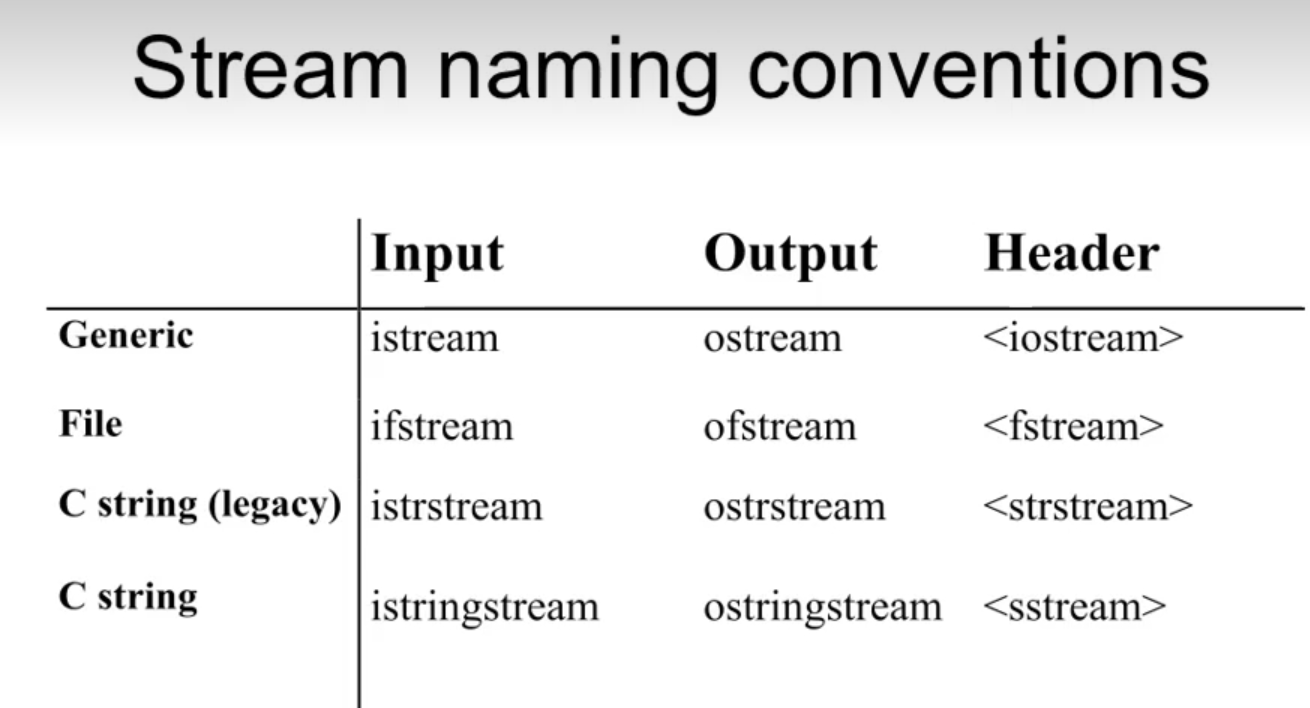 Stream naming conventions
Input Output Header
Generic istream ostream <iostream>
File ifstream ofstream <fstream>
C string (legacy) istrstream ostrstream <strstream>
C string istringstream ostringstream <sstream>